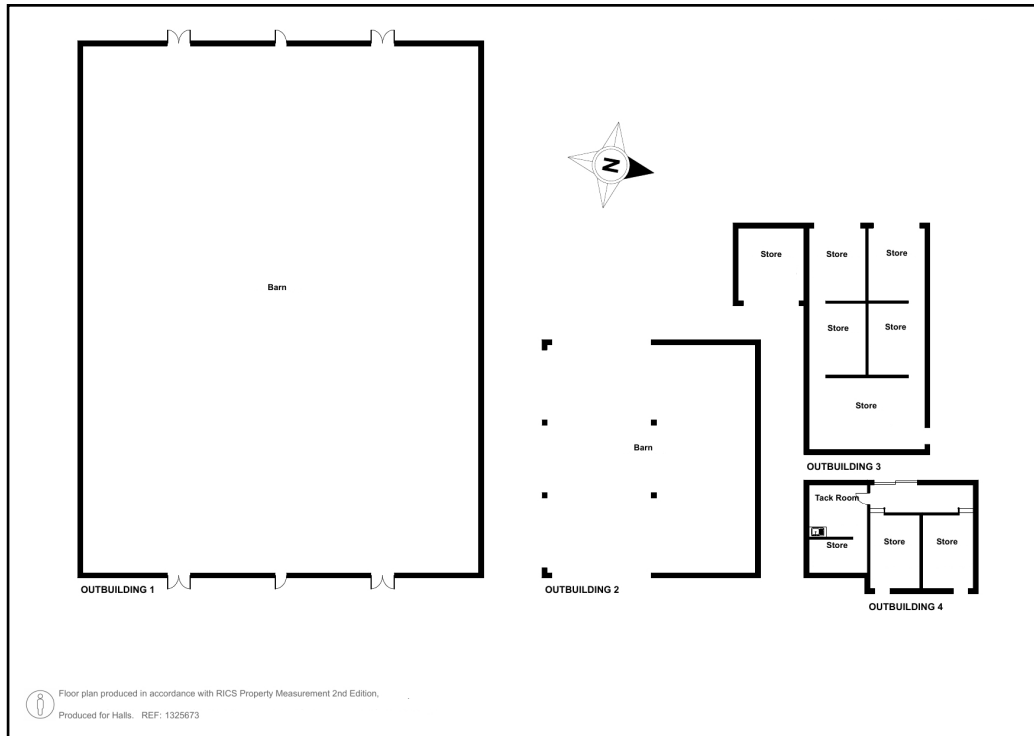 Barn
OUTBUILDING 1
N
Barn
OUTBUILDING 2
Store
Store
Store
Store
Store
Store
OUTBUILDING 3
Tack Room
Store
Store
Store
OUTBUILDING 4
Floor plan produced in accordance with RICS Property Measurement 2nd Edition,
Produced for Halls. REF: 1325673